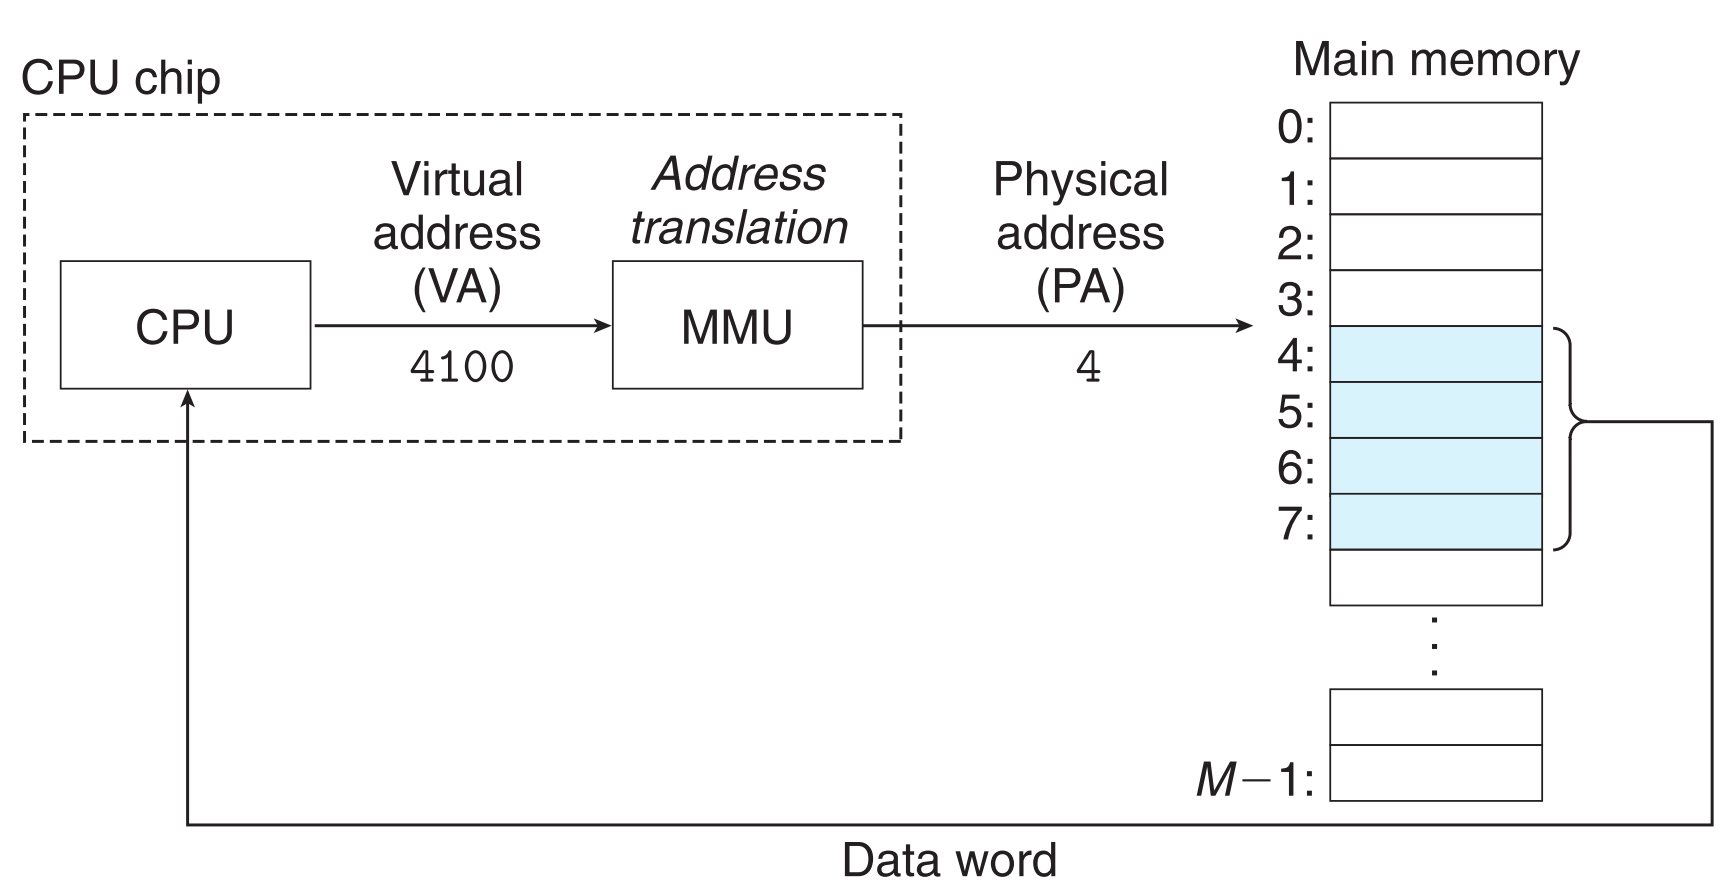 CPU chip
Main memory
Virtual
address
(VA)
Address
translation
Physical
address
(PA)
CPU
MMU
4100
4
0:
1:
2:
3:
4:
5:
6:
7:
M−1:
Data word